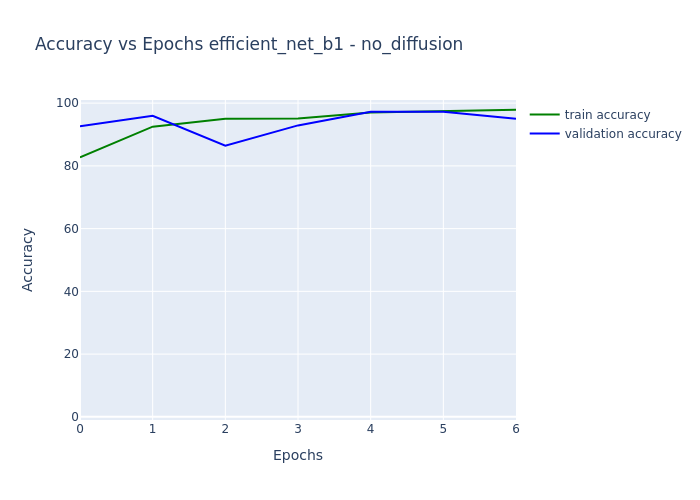 Accuracy vs Epochs efficient_net_b1 - no_diffusion
100
80
60
40
20
0
Accuracy
0 1 2 3 4 5 6
Epochs
train accuracy
validation accuracy